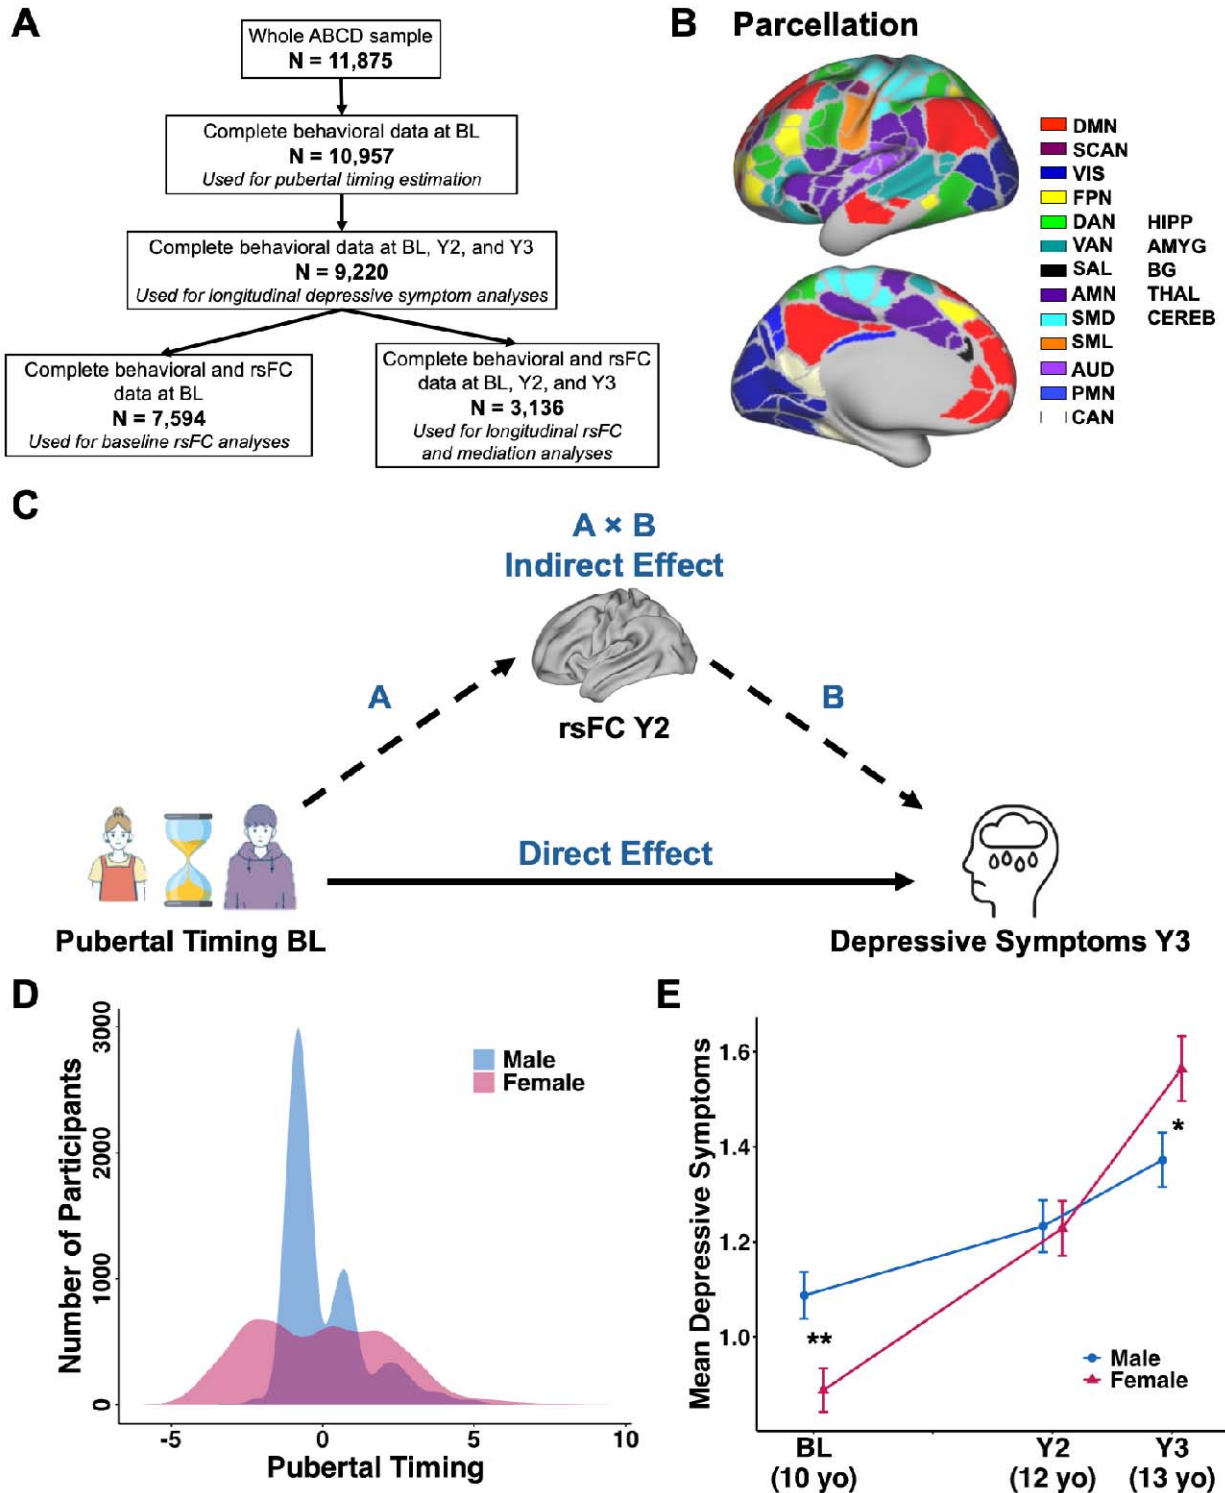 A
Whole ABCD sample
N = 11,875
Complete behavioral data at BL
N = 10,957
Used for pubertal timing estimation
Complete behavioral data at BL, Y2, and Y3
N = 9,220
Used for longitudinal depressive symptom analyses
Complete behavioral and rsFC
data at BL
N = 7,594
Used for baseline rsFC analyses
Complete behavioral and rsFC
data at BL, Y2, and Y3
N = 3,136
Used for longitudinal rsFC
and mediation analyses
B Parcellation
DMN
SCAN
VIS
FPN
DAN
VAN
SAL
AMN
SMD
SML
AUD
PMN
CAN
HIPP
AMYG
BG
THAL
CEREB
C
A × B
Indirect Effect
A
B
rsFC Y2
Direct Effect
Pubertal Timing BL
Depressive Symptoms Y3
D
Number of Participants
3000
2000
1000
0
Male
Female
-5 0 5 10
Pubertal Timing
E
Mean Depressive Symptoms
1.6
1.4
1.2
1.0
**
*
Male
Female
BL Y2 Y3
(10 yo) (12 yo) (13 yo)